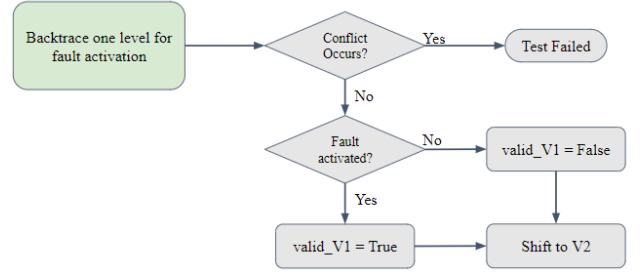 Backtrace one level for
fault activation
Conflict
Occurs?
Yes
Test Failed
No
Fault
activated?
No
valid_V1 = False
Yes
valid_V1 = True
Shift to V2